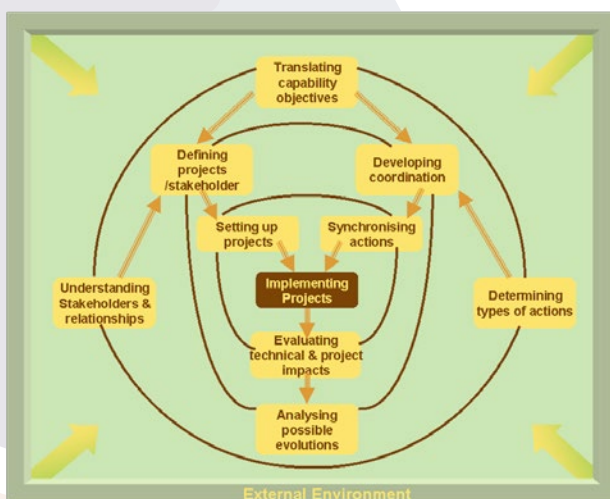 Translating
capability
objectives
Defining
projects
/stakeholder
Developing
coordination
Setting up
projects
Synchronising
actions
Implementing
Projects
Understanding
Stakeholders &
relationships
Determining
types of actions
Evaluating
technical & project
impacts
Analysing
possible
evolutions
External Environment